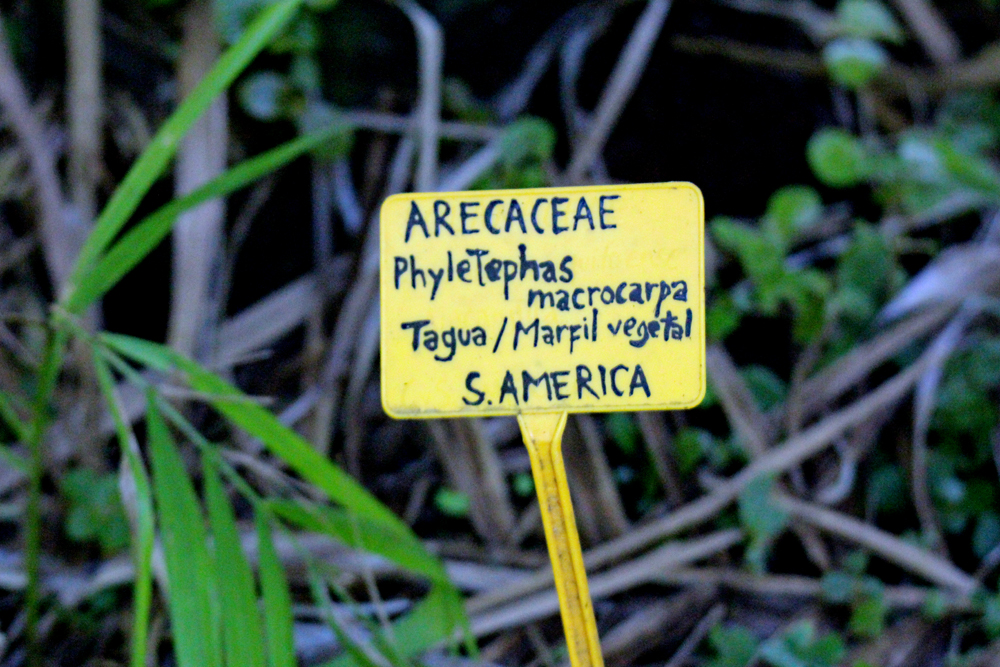 ARECACEAE
Phyletephas
macrocarpa
Tagua/Marfil vegetal
S. AMERICA